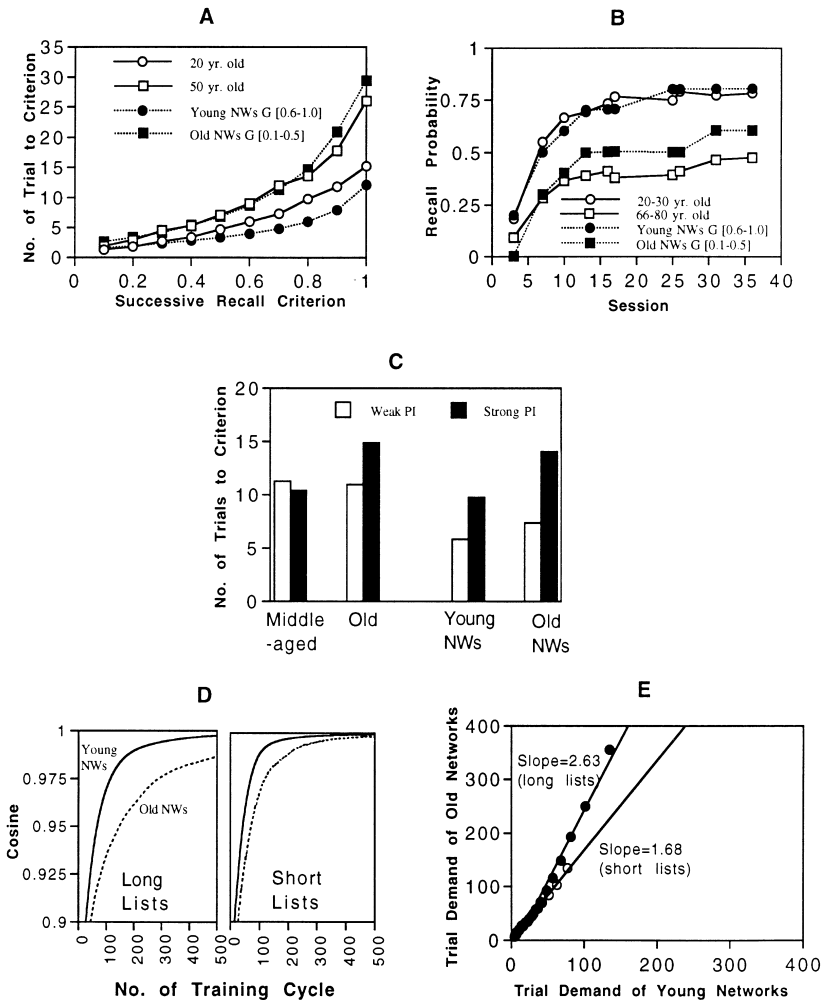 A
No. of Trial to Criterion
35
30
25
20
15
10
5
0
20 yr. old
50 yr. old
Young NWs G [0.6-1.0]
Old NWs G [0.1-0.5]
0 0.2 0.4 0.6 0.8 1
Successive Recall Criterion
B
Recall Probability
1
0.75
0.5
0.25
0
20-30 yr. old
66-80 yr. old
Young NWs G [0.6-1.0]
Old NWs G [0.1-0.5]
0 5 10 15 20 25 30 35 40
Session
C
No. of Trials to Criterion
20
15
10
5
0
Weak PI Strong PI
Middle
-aged
Old
Young
NWs
Old
NWs
D
Cosine
1
0.975
0.95
0.925
0.9
Young
NWs
Old NWs
Long
Lists
Short
Lists
0 100 200 300 400 500
0 100 200 300 400 500
No. of Training Cycle
E
Trial Demand of Old Networks
400
300
200
100
0
Slope=2.63
(long lists)
Slope=1.68
(short lists)
0 100 200 300 400
Trial Demand of Young Networks